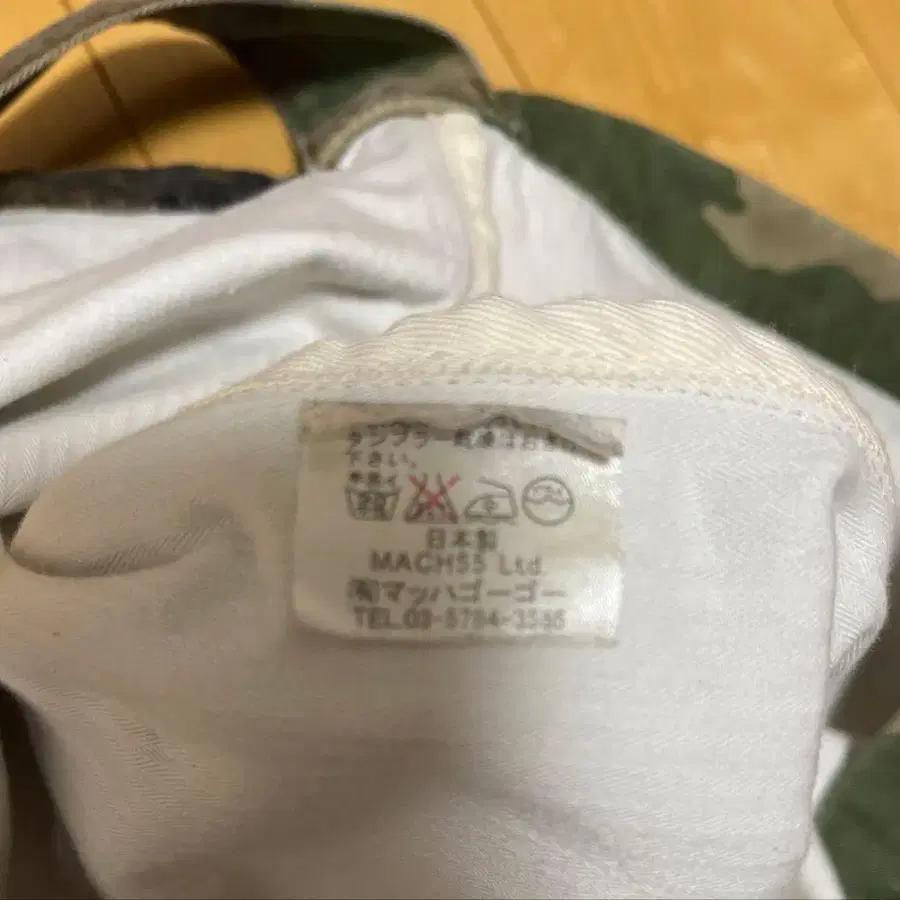 タンブラー乾燥はお避け
下さい。
日本製
MACH55 Ltd.
㈲マッハゴーゴー
TEL.03-5784-3555